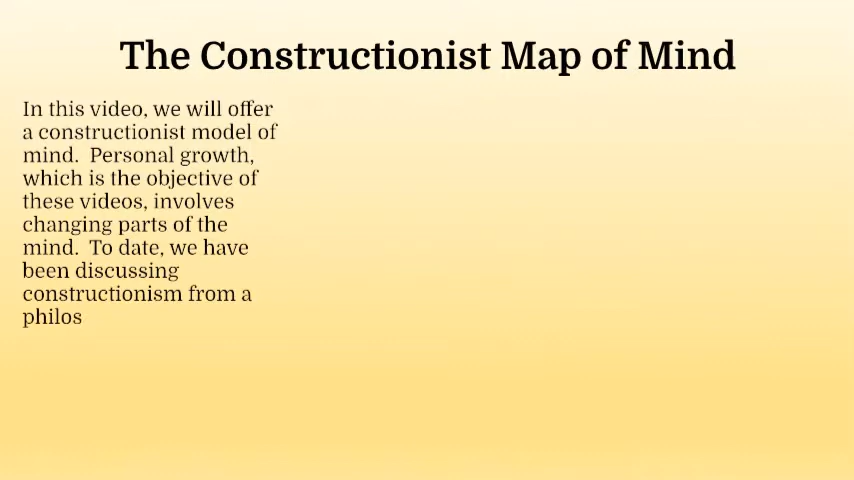 The Constructionist Map of Mind
In this video, we will offer
a constructionist model of
mind.  Personal growth,
which is the objective of
these videos, involves
changing parts of the
mind.  To date, we have
been discussing
constructionism from a
philos